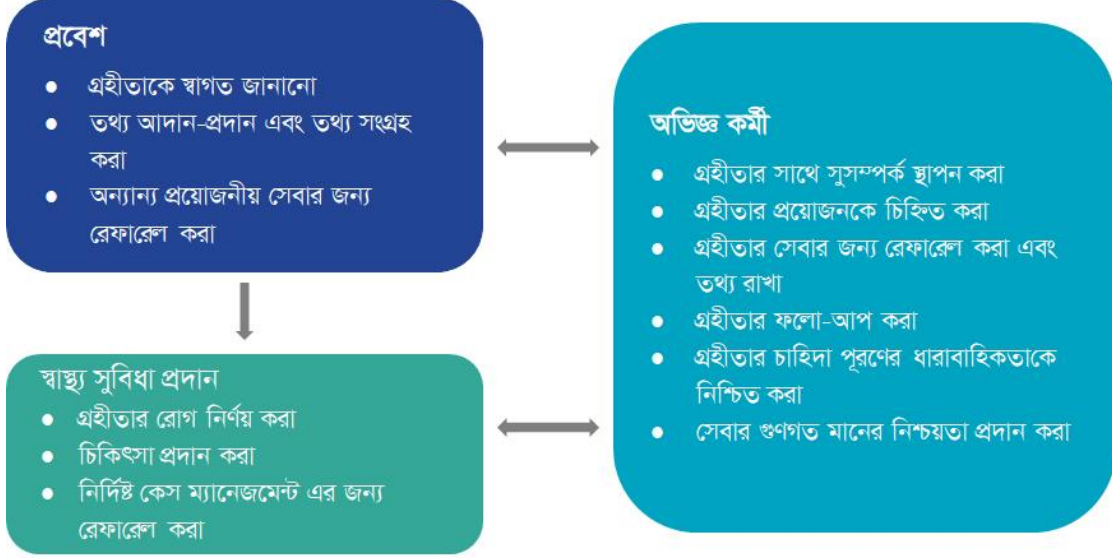 প্রবেশ
● গ্রহীতাকে স্বাগত জানানো
● তথ্য আদান-প্রদান এবং তথ্য সংগ্রহ
করা
● অন্যান্য প্রয়োজনীয় সেবার জন্য
রেফারেল করা
স্বাস্থ্য সুবিধা প্রদান
● গ্রহীতার রোগ নির্ণয় করা
● চিকিৎসা প্রদান করা
● নির্দিষ্ট কেস ম্যানেজমেন্ট এর জন্য
রেফারেল করা
অভিজ্ঞ কর্মী
● গ্রহীতার সাথে সুসম্পর্ক স্থাপন করা
● গ্রহীতার প্রয়োজনকে চিহ্নিত করা
● গ্রহীতার সেবার জন্য রেফারেল করা এবং
তথ্য রাখা
● গ্রহীতার ফলো-আপ করা
● গ্রহীতার চাহিদা পূরণের ধারাবাহিকতাকে
নিশ্চিত করা
● সেবার গুণগত মানের নিশ্চয়তা প্রদান করা